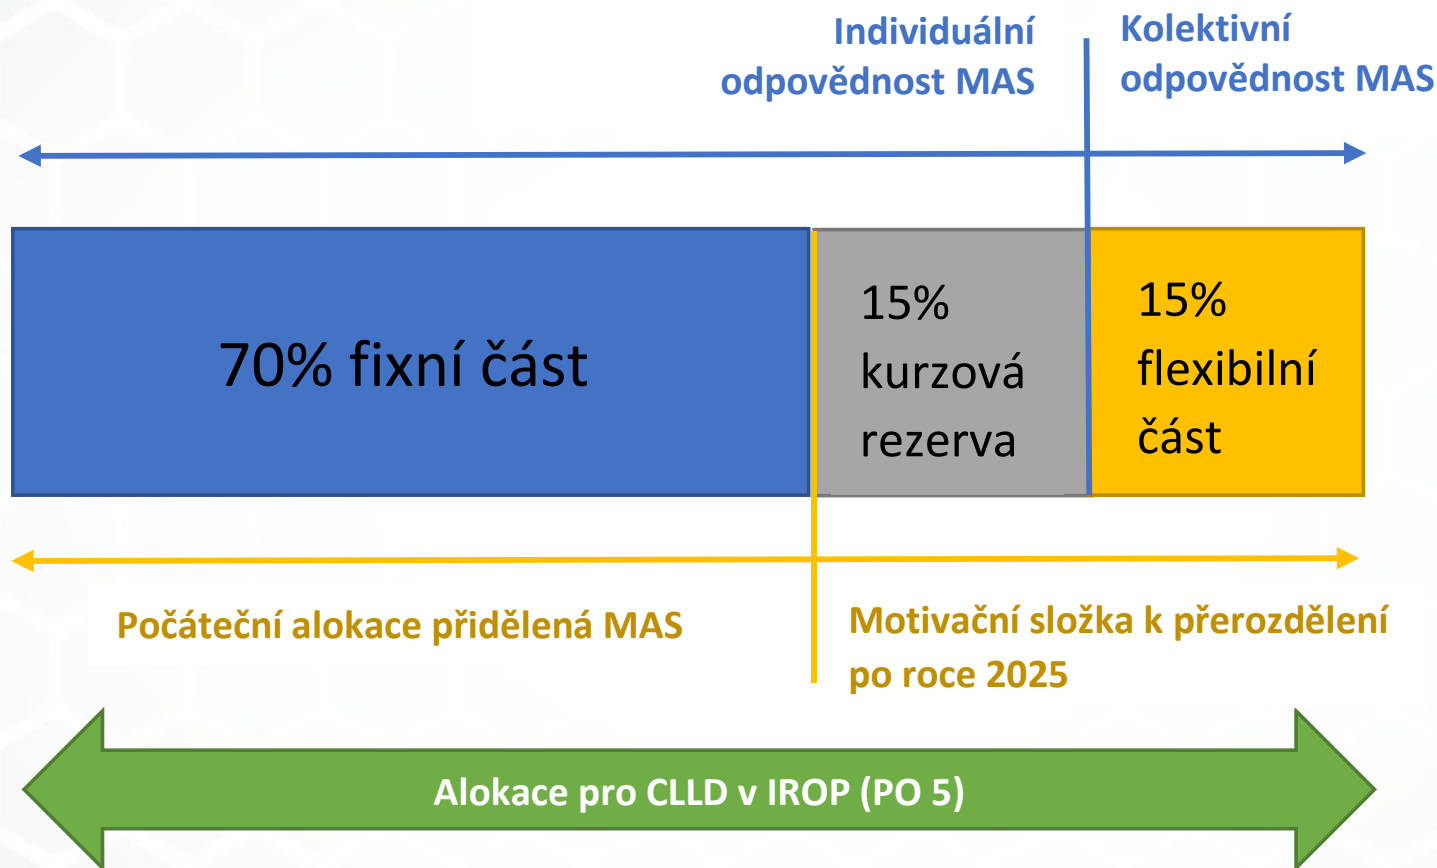 Individuální
odpovědnost MAS
Kolektivní
odpovědnost MAS
70% fixní část
15%
kurzová
rezerva
15%
flexibilní
část
Počáteční alokace přidělená MAS
Motivační složka k přerozdělení
po roce 2025
Alokace pro CLLD v IROP (PO 5)